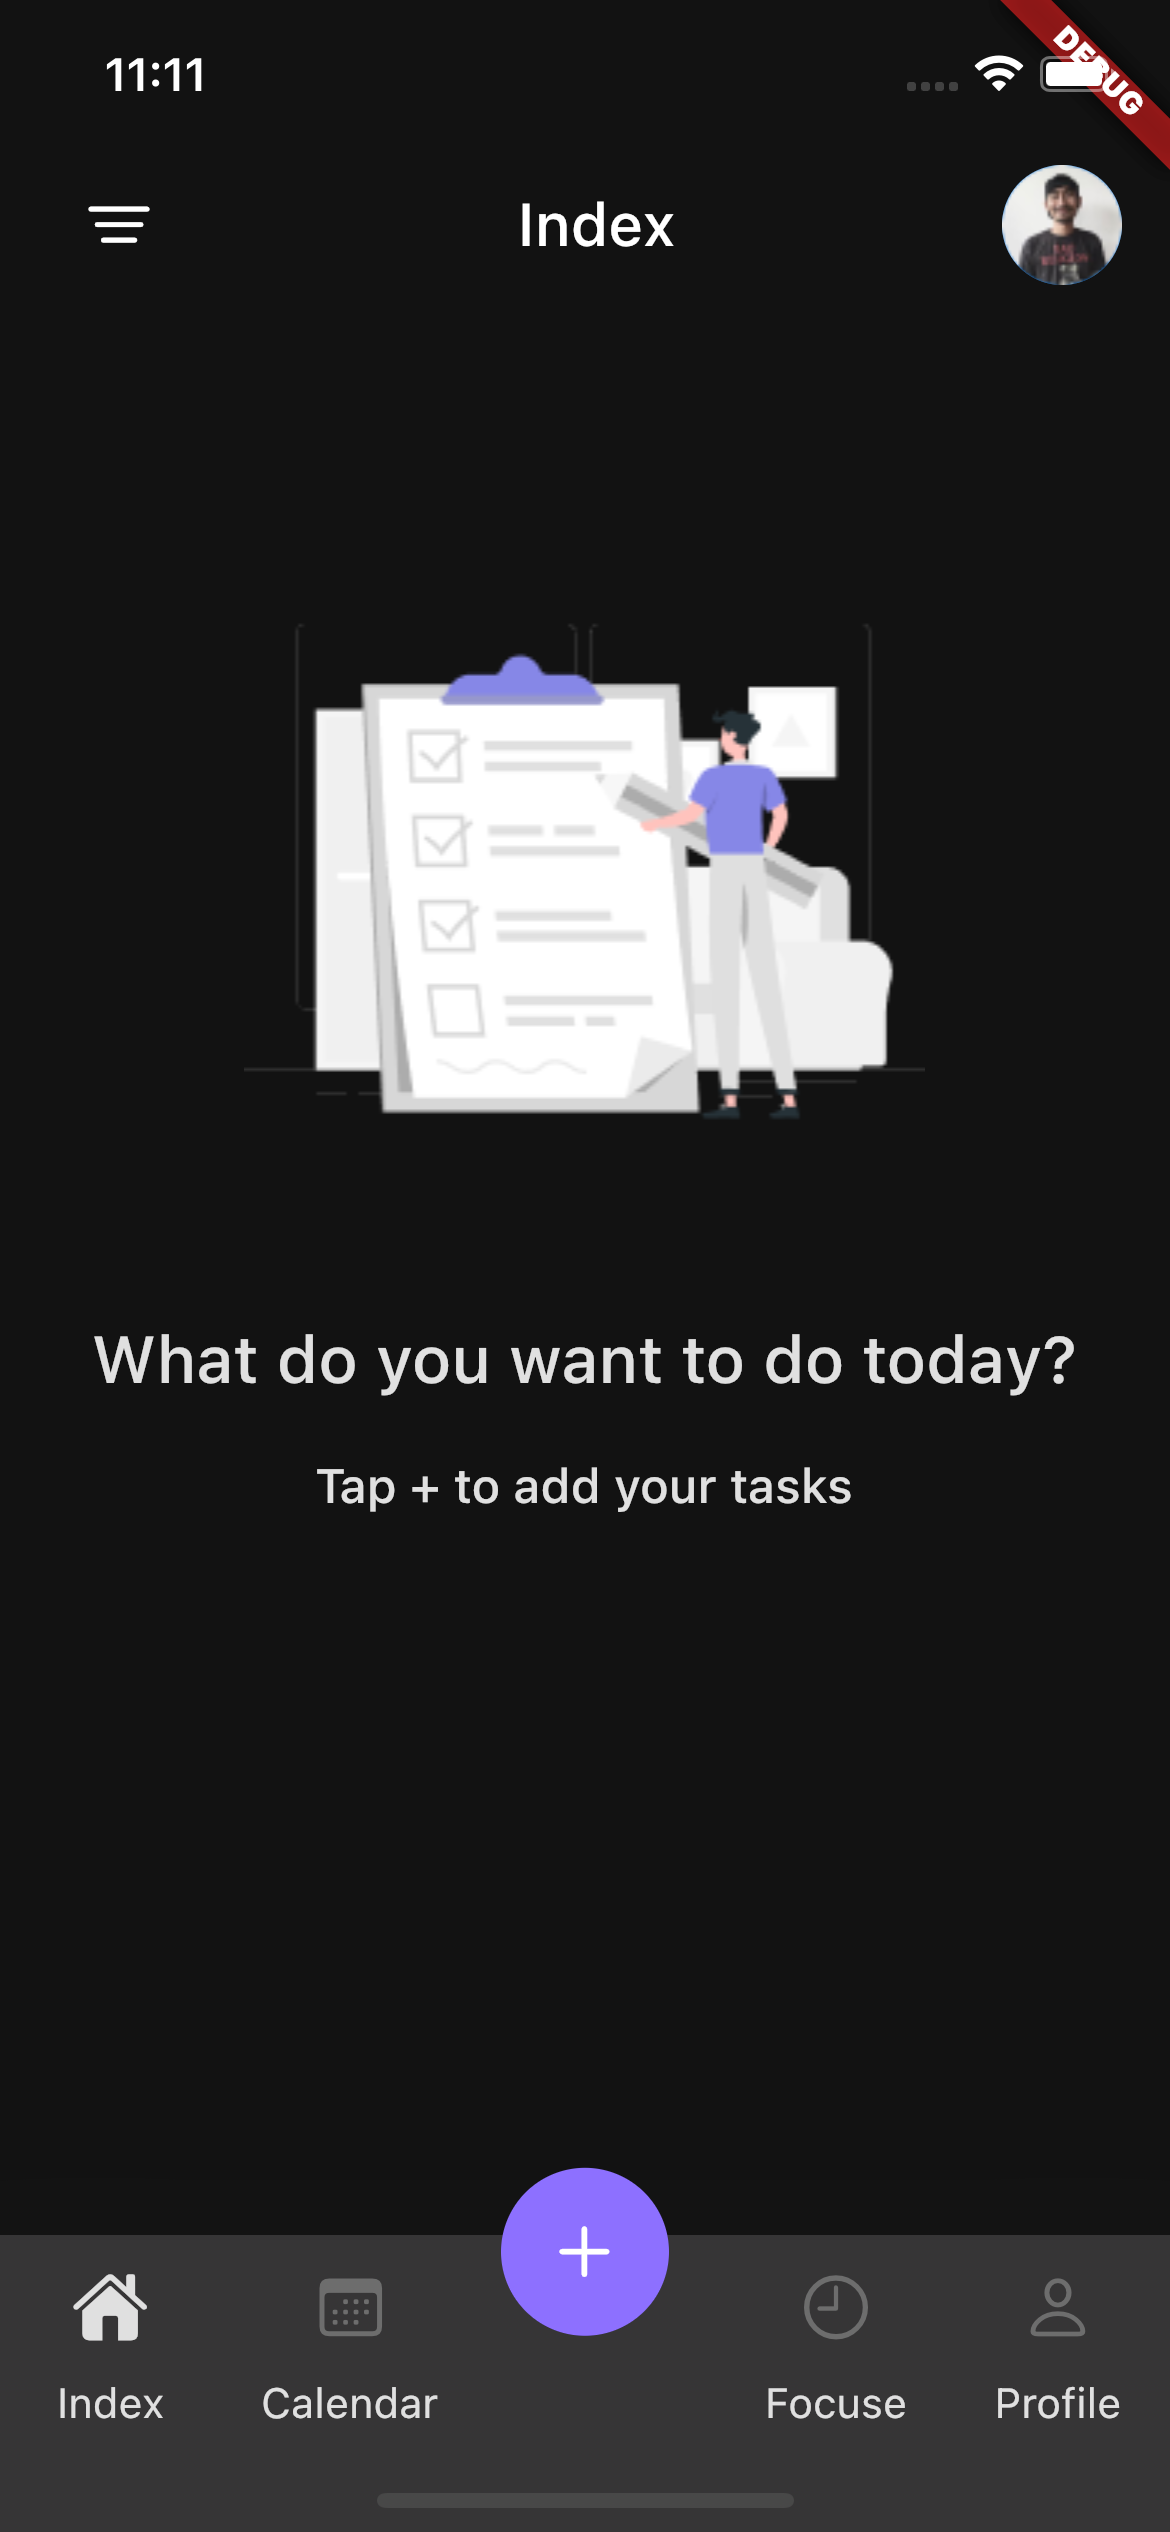 11:11
DEBUG
Index
What do you want to do today?
Tap + to add your tasks
Index
Calendar
Focuse
Profile